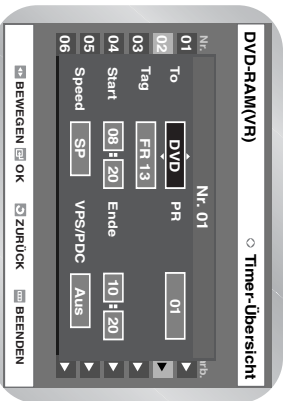 DVD-RAM(VR) Timer-Übersicht
Nr. rb.
Nr. 01
01
02
03
04
05
06
To DVD PR 01
Tag FR 13
Start 08:20 Ende 10:20
Speed SP VPS/PDC Aus
BEWEGEN OK ZURÜCK BEENDEN